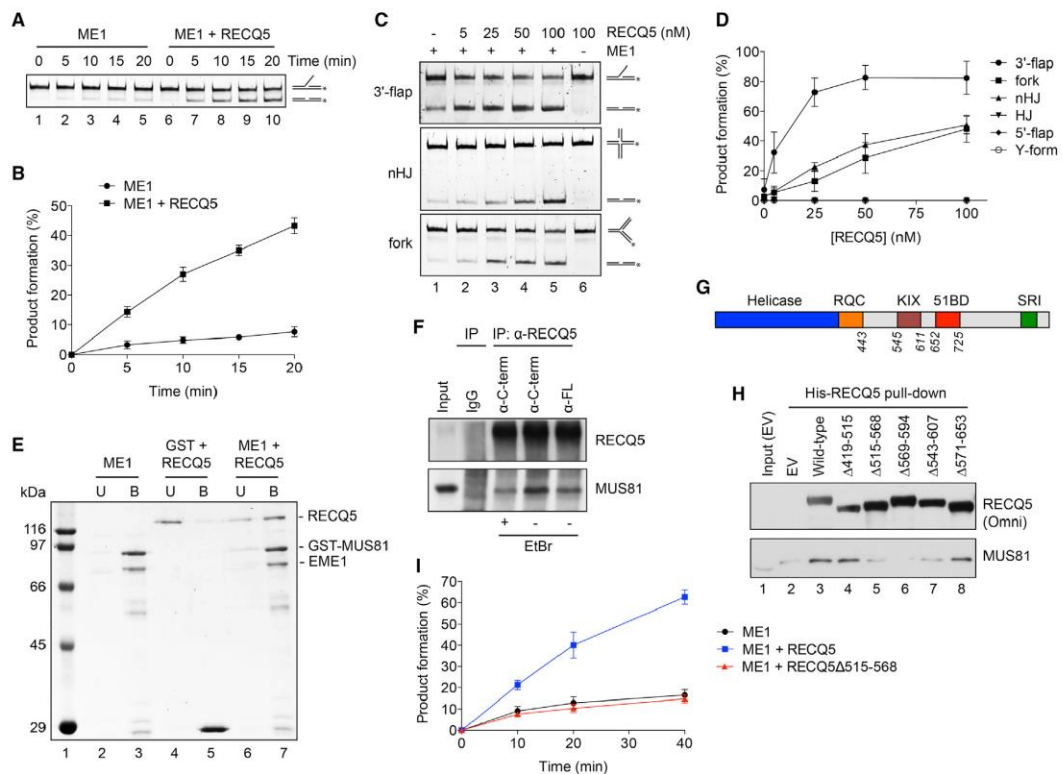 A
ME1 ME1 + RECQ5
0 5 10 15 20 0 5 10 15 20 Time (min)
*
*
1 2 3 4 5 6 7 8 9 10
B
ME1
ME1 + RECQ5
Product formation (%)
50
40
30
20
10
0
0 5 10 15 20
Time (min)
C
- 5 25 50 100 100 RECQ5 (nM)
+ + + + + - ME1
3'-flap
*
*
nHJ
*
*
fork
*
*
1 2 3 4 5 6
D
Product formation (%)
100
80
60
40
20
0
0 25 50 75 100
[RECQ5] (nM)
3'-flap
fork
nHJ
HJ
5'-flap
Y-form
E
ME1 GST + RECQ5 ME1 + RECQ5
kDa U B U B U B
116
97
66
45
29
RECQ5
GST-MUS81
EME1
1 2 3 4 5 6 7
F
IP IP: α-RECQ5
Input IgG α-C-term α-C-term α-FL
RECQ5
MUS81
+ - -
EtBr
G
Helicase RQC KIX 51BD SRI
443 545 611 652 725
H
His-RECQ5 pull-down
Input (EV) EV Wild-type Δ419-515 Δ515-568 Δ569-594 Δ543-607 Δ571-653
RECQ5
(Omni)
MUS81
1 2 3 4 5 6 7 8
I
Product formation (%)
70
60
50
40
30
20
10
0
0 10 20 30 40
Time (min)
ME1
ME1 + RECQ5
ME1 + RECQ5Δ515-568